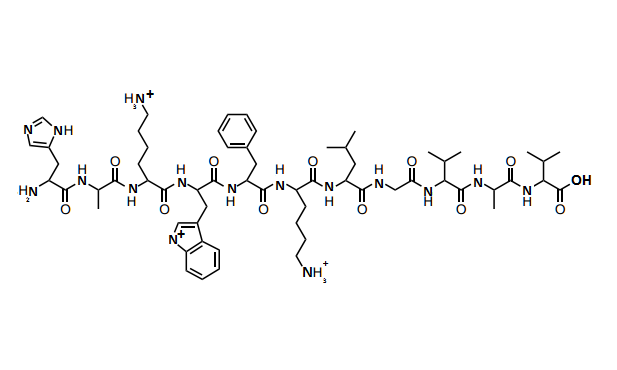 H₃N⁺
N NH
O O O O O
H H H H H
N N N N N OH
H₂N N N N N N
H H H H H
O O O O O O
N⁺
NH₃⁺